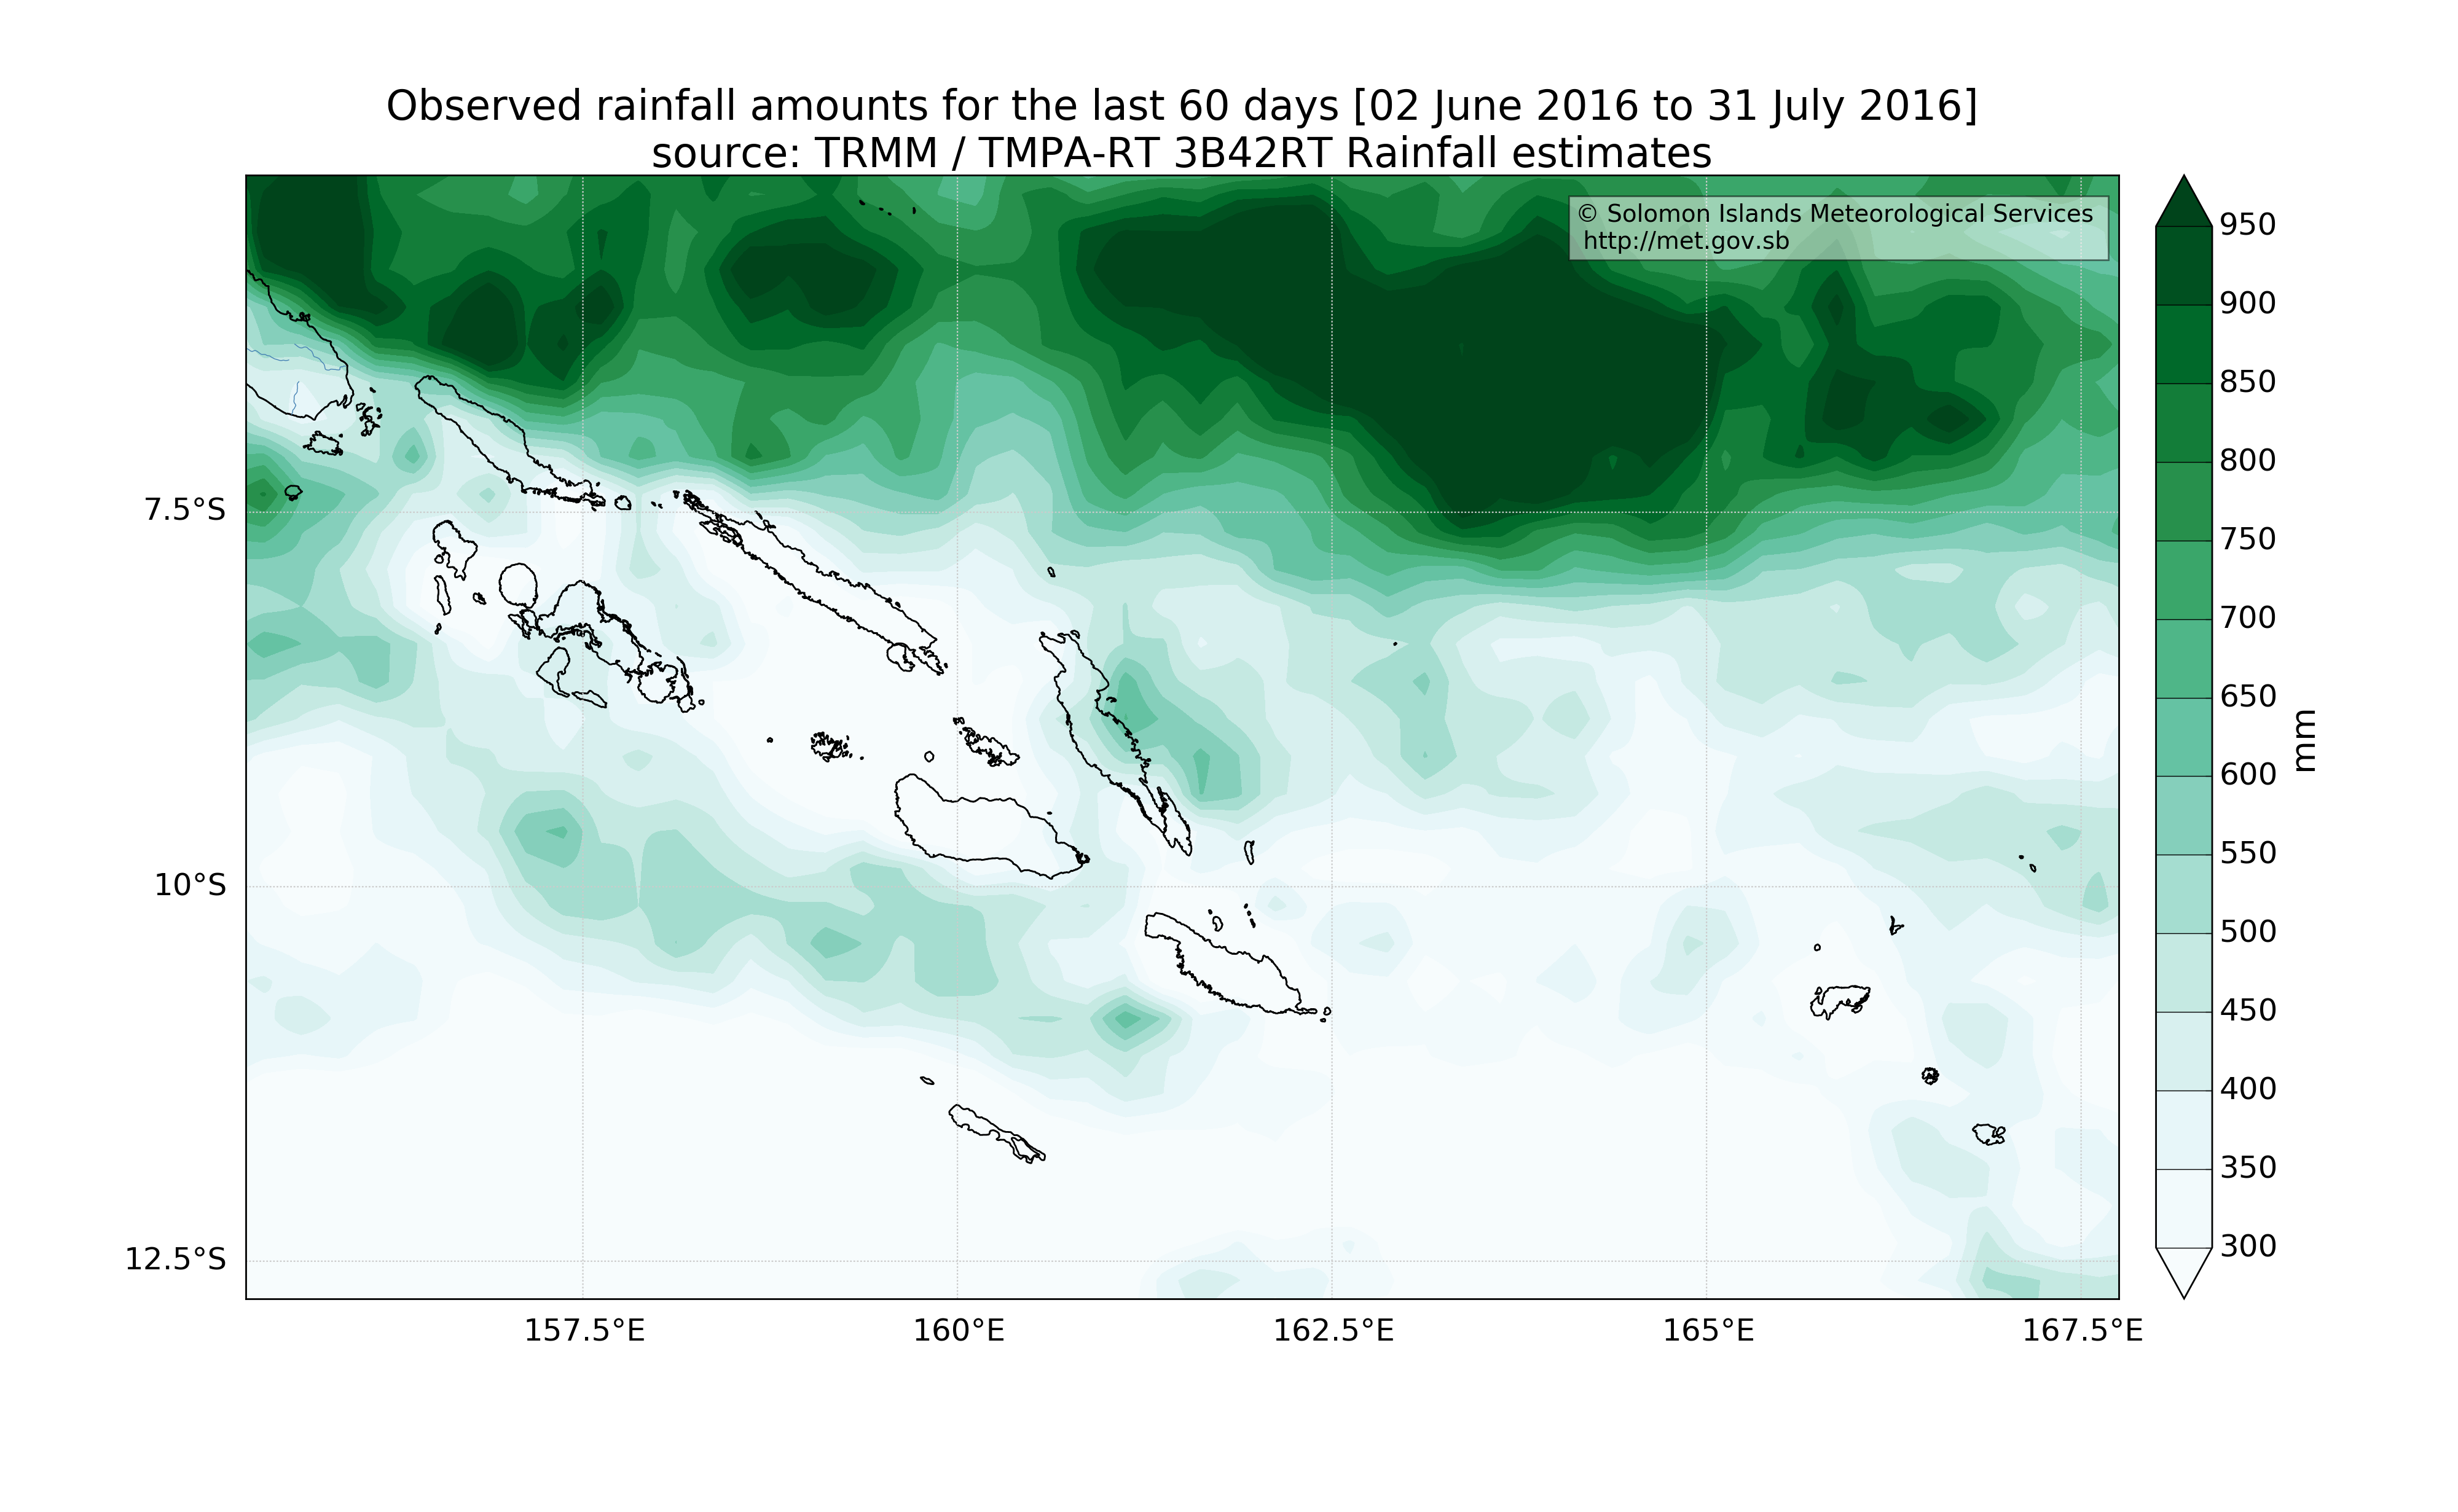 Observed rainfall amounts for the last 60 days [02 June 2016 to 31 July 2016]
source: TRMM / TMPA-RT 3B42RT Rainfall estimates
© Solomon Islands Meteorological Services
http://met.gov.sb
7.5°S
10°S
12.5°S
157.5°E
160°E
162.5°E
165°E
167.5°E
950
900
850
800
750
700
650
600
550
500
450
400
350
300
mm